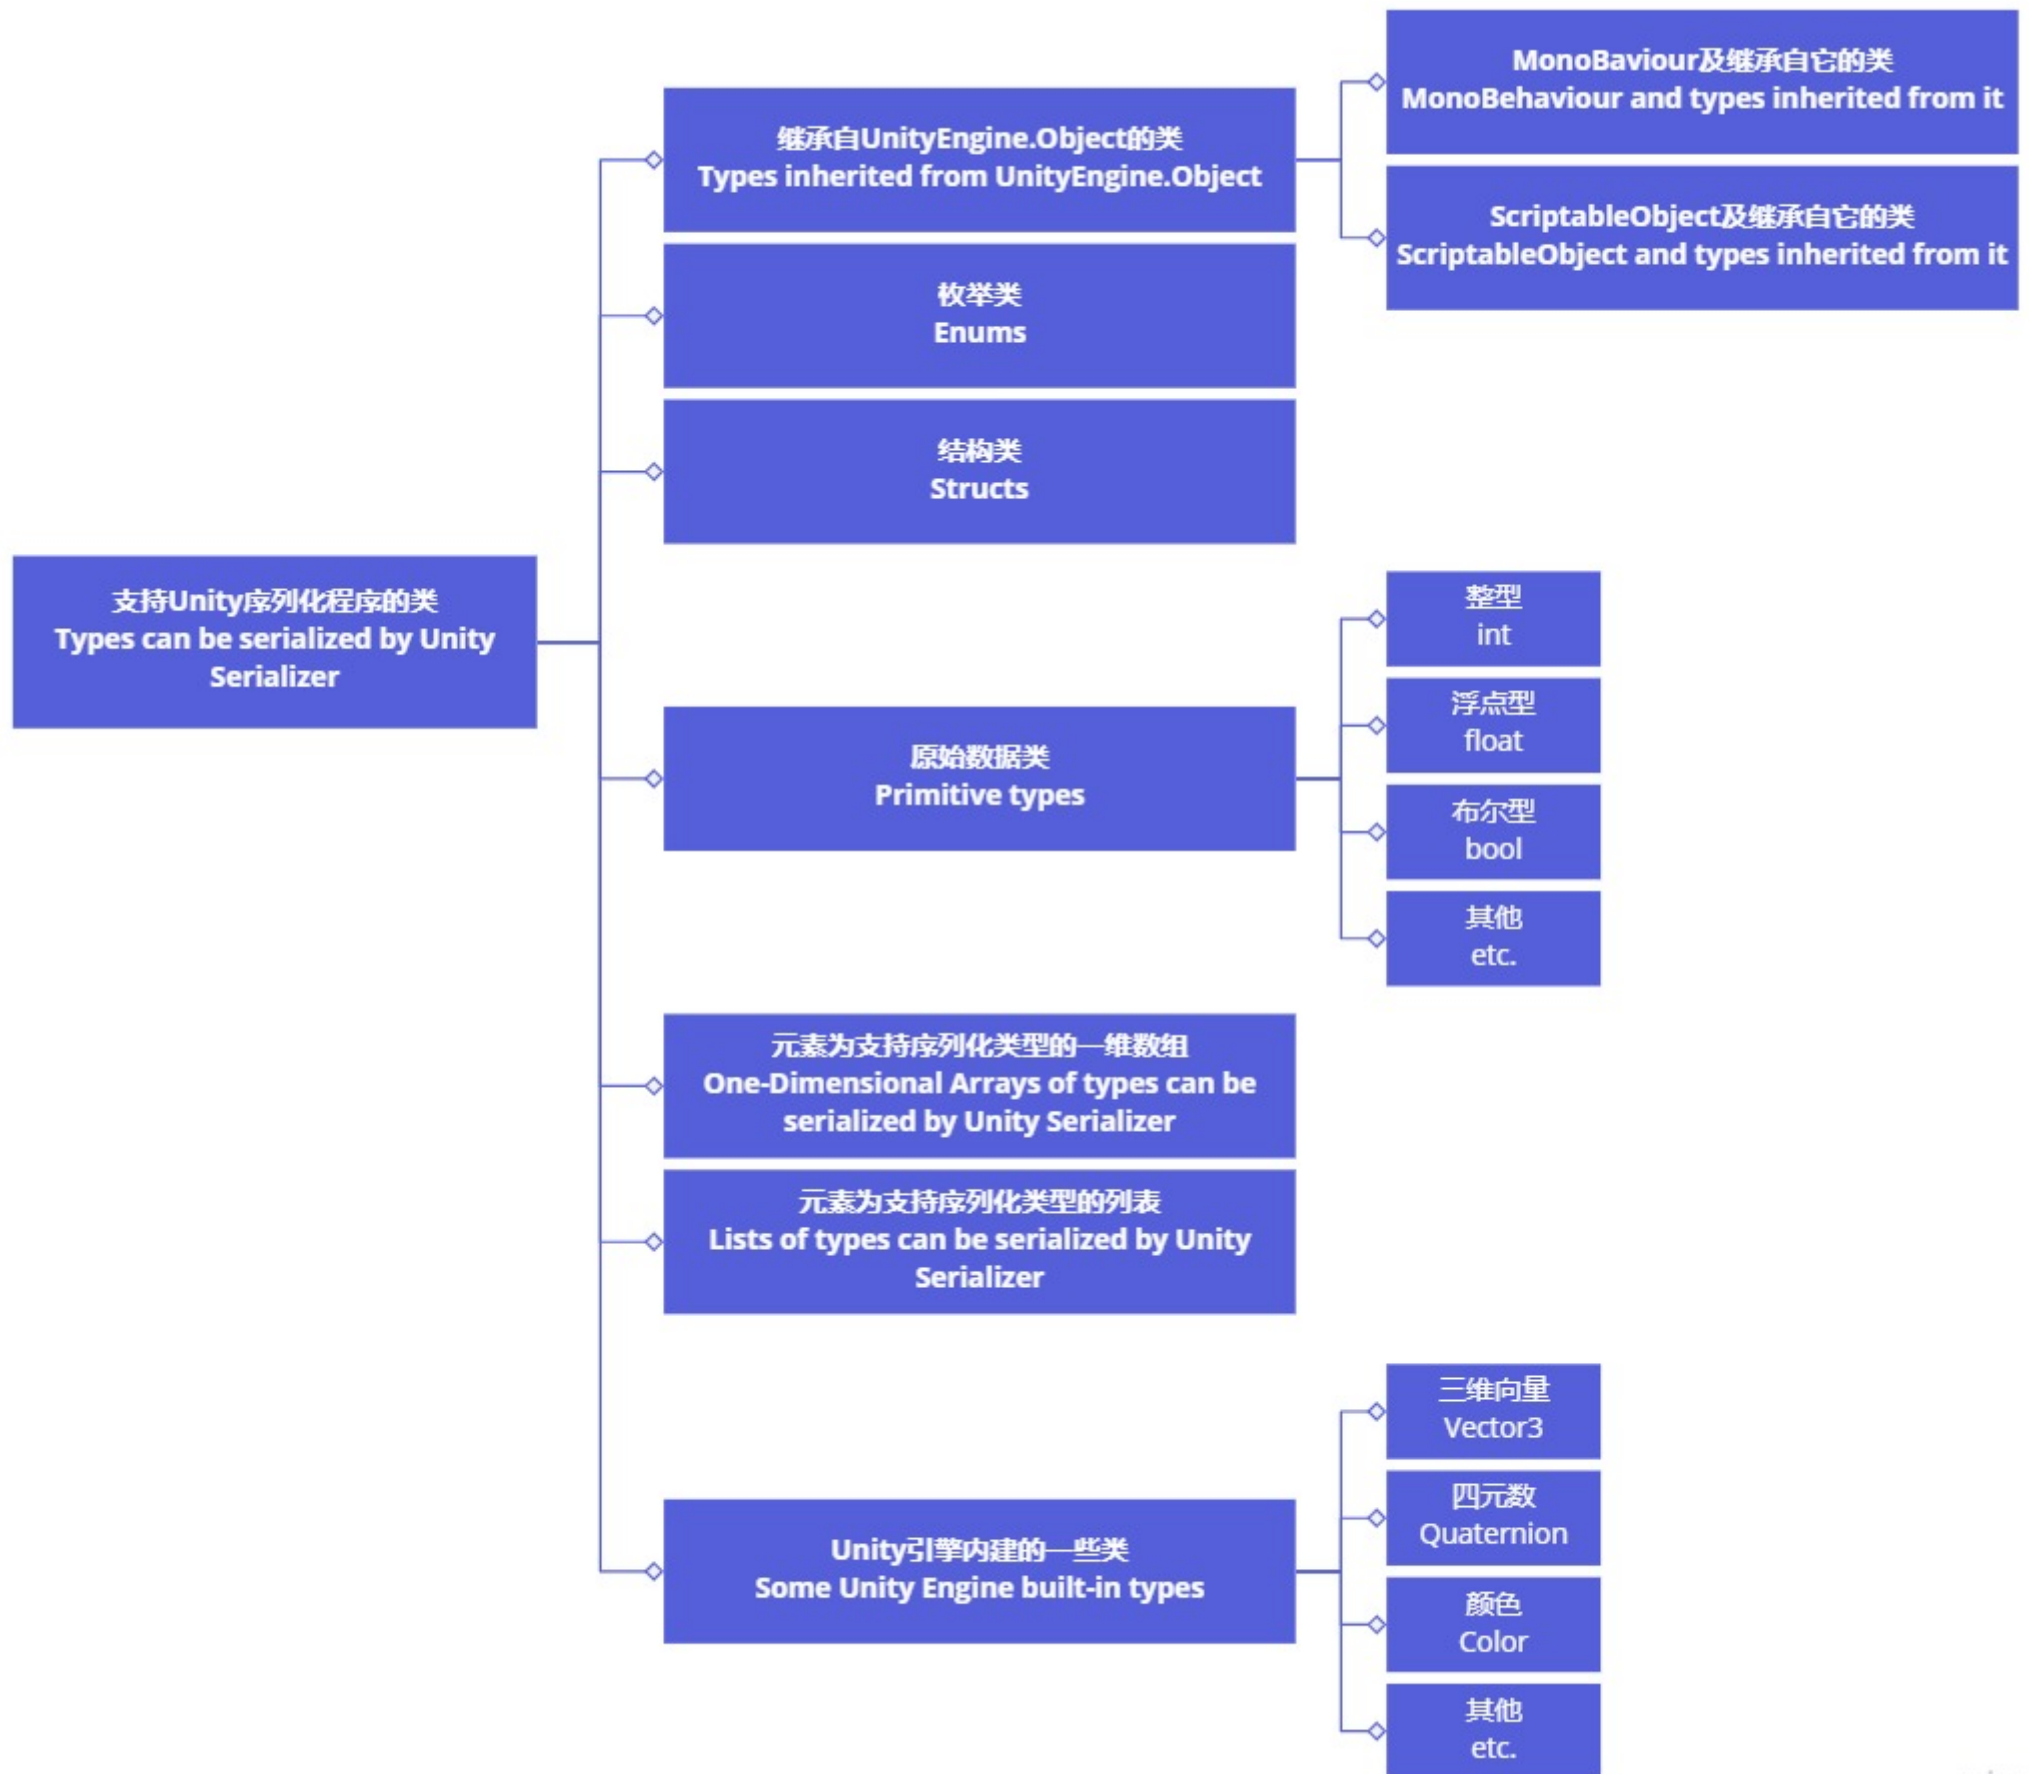 支持Unity序列化程序的类
Types can be serialized by Unity
Serializer
继承自UnityEngine.Object的类
Types inherited from UnityEngine.Object
MonoBaviour及继承自它的类
MonoBehaviour and types inherited from it
ScriptableObject及继承自它的类
ScriptableObject and types inherited from it
枚举类
Enums
结构类
Structs
原始数据类
Primitive types
整型
int
浮点型
float
布尔型
bool
其他
etc.
元素为支持序列化类型的一维数组
One-Dimensional Arrays of types can be
serialized by Unity Serializer
元素为支持序列化类型的列表
Lists of types can be serialized by Unity
Serializer
Unity引擎内建的一些类
Some Unity Engine built-in types
三维向量
Vector3
四元数
Quaternion
颜色
Color
其他
etc.